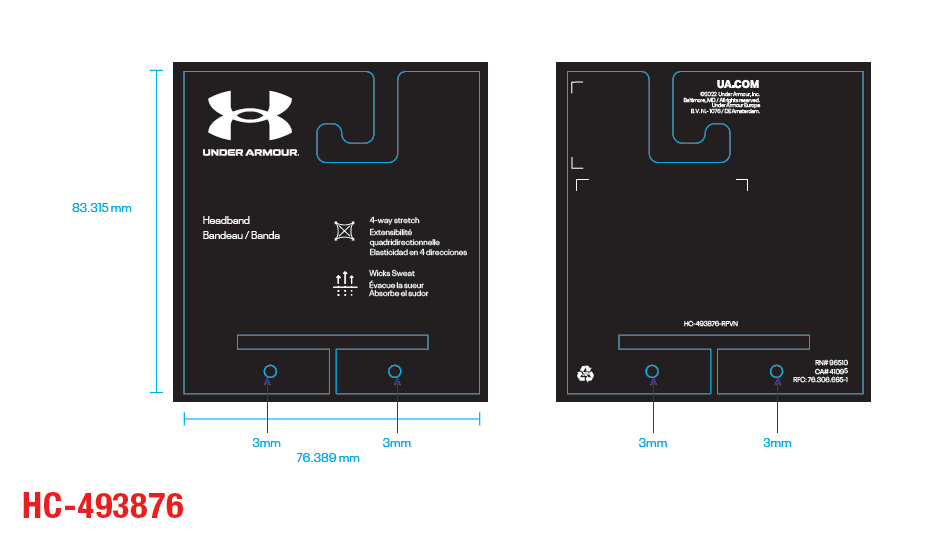 UNDER ARMOUR.
83.315 mm
Headband
Bandeau / Banda
4-way stretch
Extensibilité
quadridirectionnelle
Elasticidad en 4 direcciones
Wicks Sweat
Évacue la sueur
Absorbe el sudor
3mm
3mm
76.389 mm
UA.COM
©2022 Under Armour, Inc.
Baltimore, MD / All rights reserved.
Under Armour Europe
B.V. NL- 1076 / DE Amsterdam.
HC-493876-RPVN
RN# 96510
CA# 41095
RFC: 76.306.685-1
3mm
3mm
HC-493876